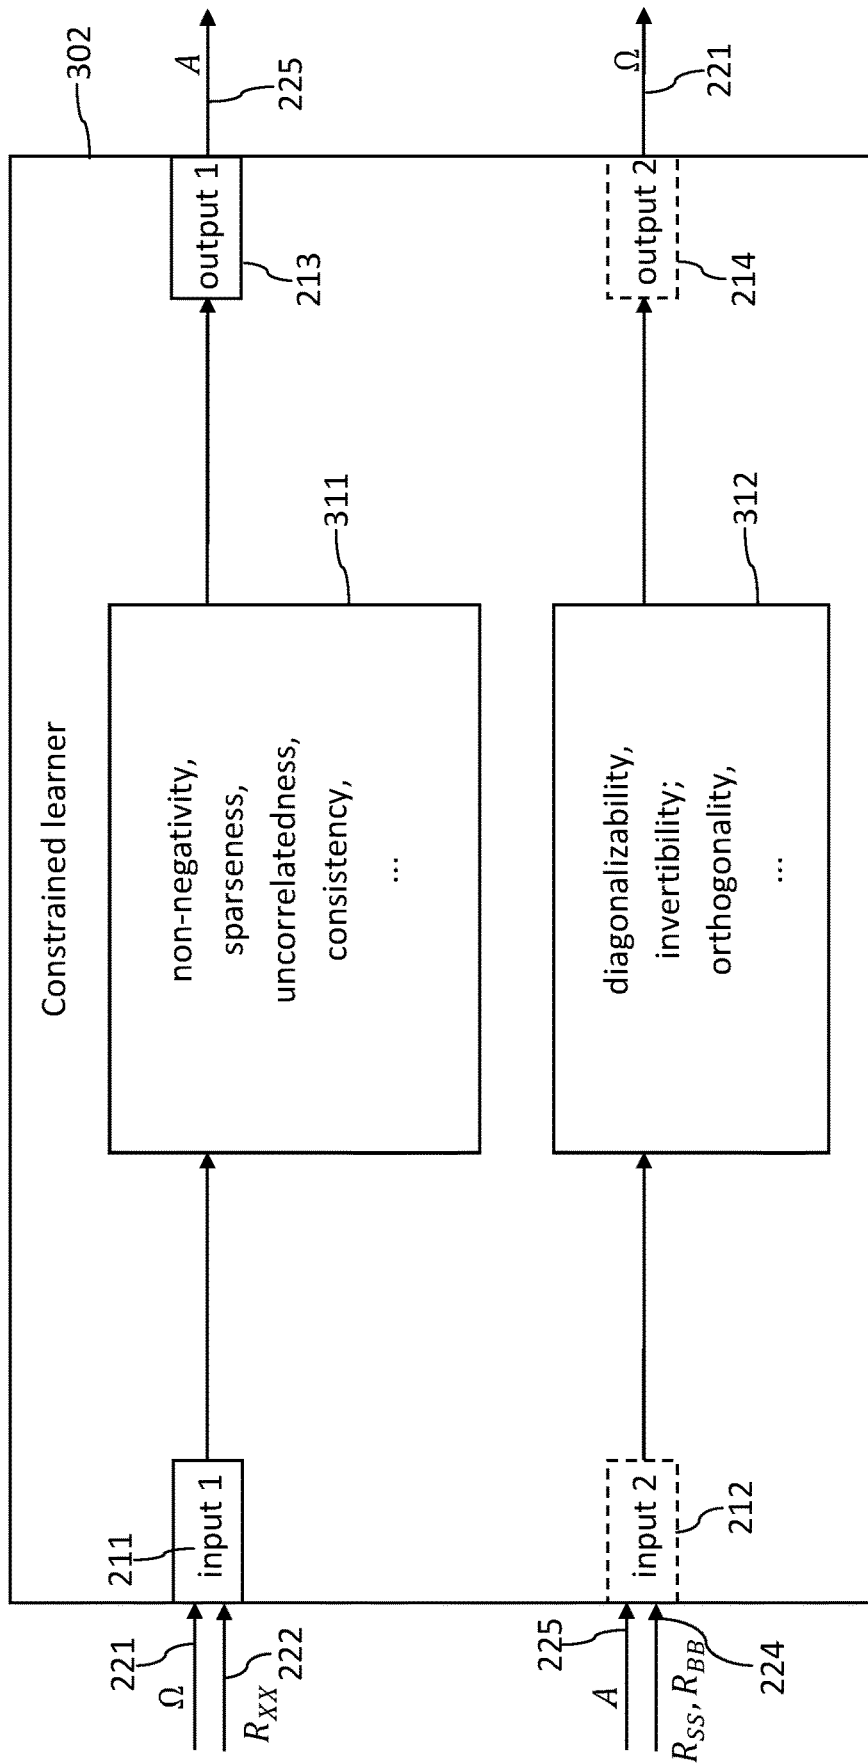 302
Constrained learner
Ω
221
R_XX
222
211
input 1
non-negativity,
sparseness,
uncorrelatedness,
consistency,
...
311
output 1
213
A
225
A
225
R_SS, R_BB
224
input 2
212
diagonalizability,
invertibility;
orthogonality,
...
312
output 2
214
Ω
221